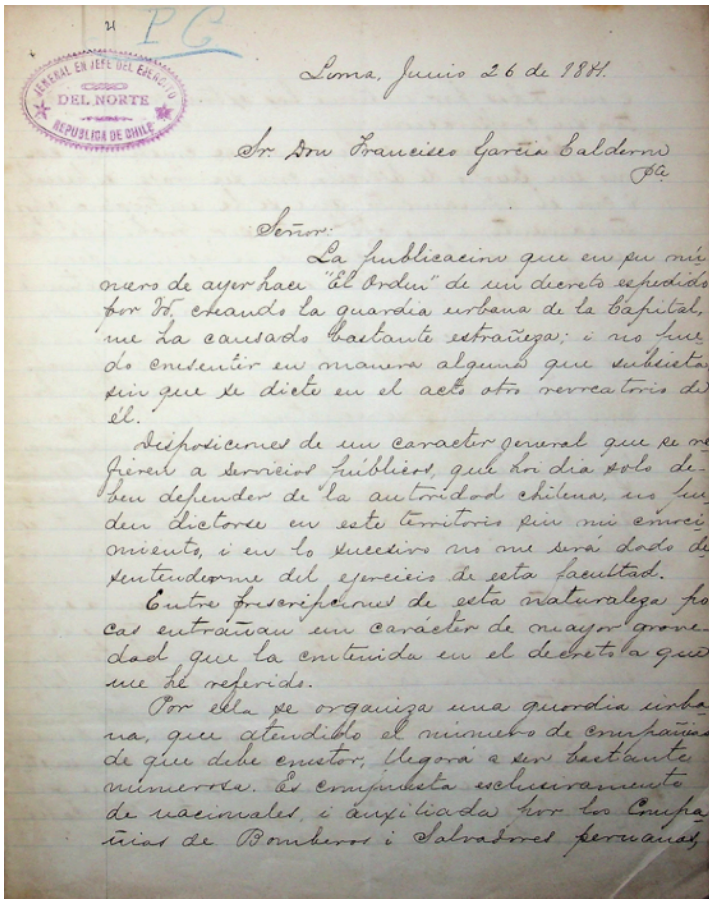 P C
JENERAL EN JEFE DEL EJERCITO
DEL NORTE
REPUBLICA DE CHILE
Lima, Junio 26 de 1881.
Sr. Don Francisco García Calderon
Señor:
La publicacion que en su nú-
mero de ayer hace "El Orden" de un decreto espedido
por Vd. creando la guardia urbana de la Capital,
me ha causado bastante estrañeza; i no pue-
do consentir en manera alguna que subsista,
sin que se dicte en el acto otro revocatorio de
él.
Disposiciones de un caracter jeneral que se re-
fieren a servicios públicos, que hoi dia solo de-
ben depender de la autoridad chilena, no pue-
den dictarse en este territorio sin mi conoci-
miento, i en lo sucesivo no me será dado de-
sentenderme del ejercicio de esta facultad.
Entre prescripciones de esta naturaleza po-
cas entrañan un carácter de mayor grave-
dad que la contenida en el decreto a que
me he referido.
Por ella se organiza una guardia urba-
na, que atendido el número de compañias
de que debe constar, llegará a ser bastante
numerosa. Es compuesta esclusivamente
de nacionales, i auxiliada por las Compa-
ñias de Bomberos i Salvadores peruanas,